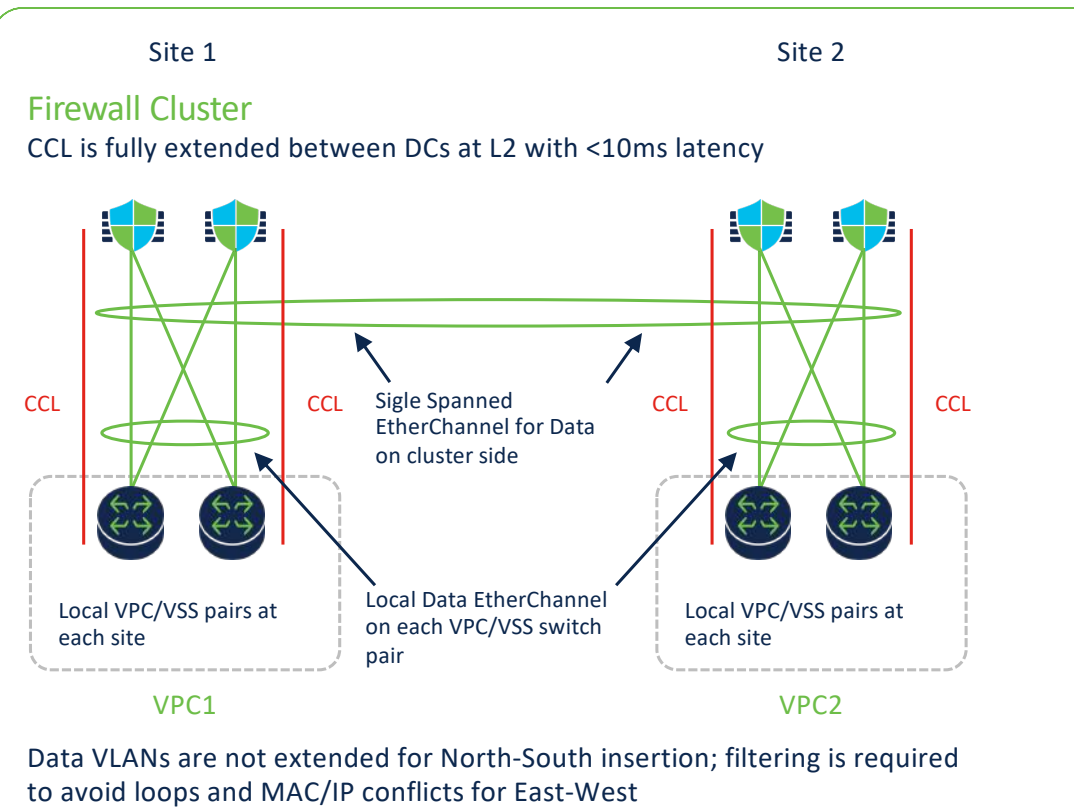 Site 1
Site 2
Firewall Cluster
CCL is fully extended between DCs at L2 with <10ms latency
CCL
CCL
Sigle Spanned
EtherChannel for Data
on cluster side
CCL
CCL
Local VPC/VSS pairs at
each site
Local Data EtherChannel
on each VPC/VSS switch
pair
Local VPC/VSS pairs at
each site
VPC1
VPC2
Data VLANs are not extended for North-South insertion; filtering is required
to avoid loops and MAC/IP conflicts for East-West